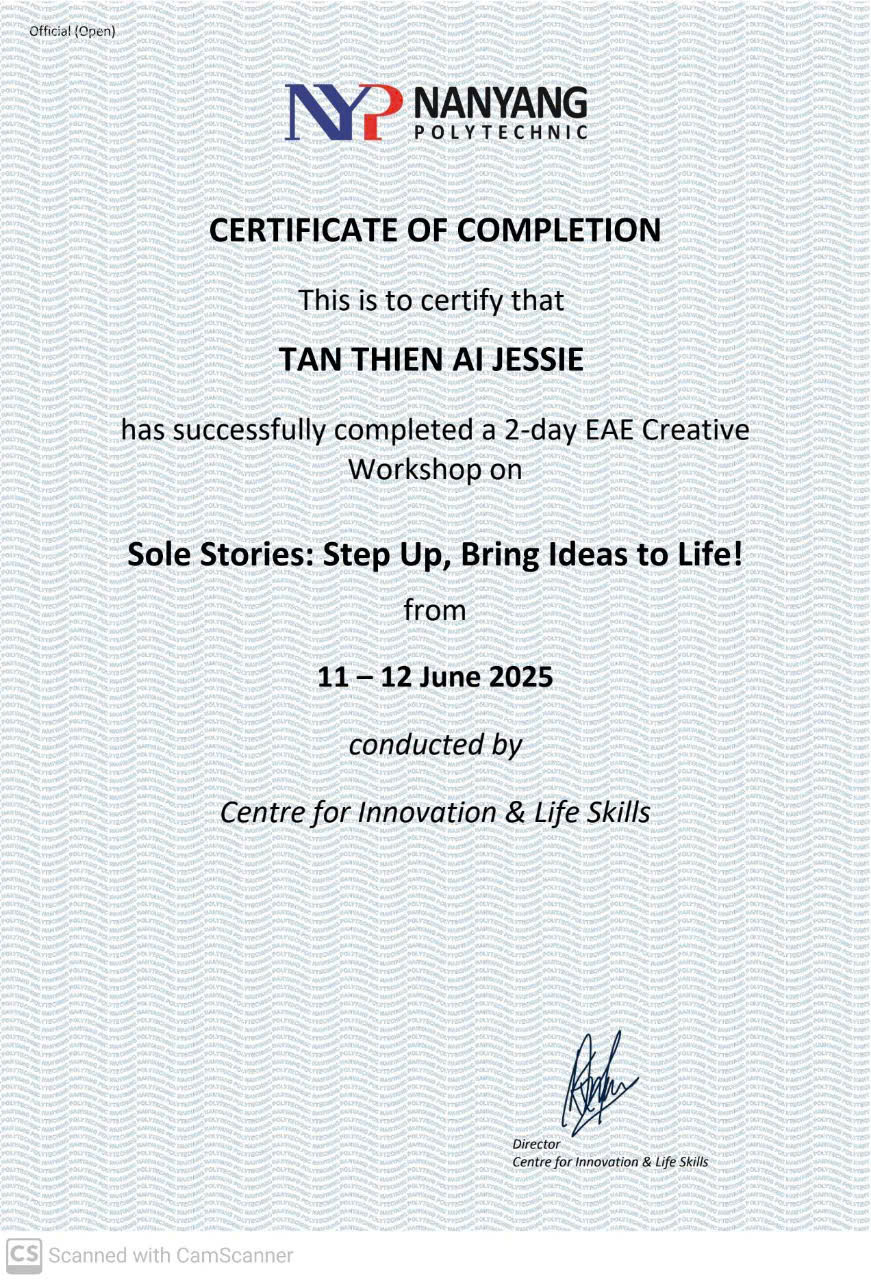 Official (Open)
NYP NANYANG
POLYTECHNIC
CERTIFICATE OF COMPLETION
This is to certify that
TAN THIEN AI JESSIE
has successfully completed a 2-day EAE Creative
Workshop on
Sole Stories: Step Up, Bring Ideas to Life!
from
11 – 12 June 2025
conducted by
Centre for Innovation & Life Skills
Director
Centre for Innovation & Life Skills
CS Scanned with CamScanner